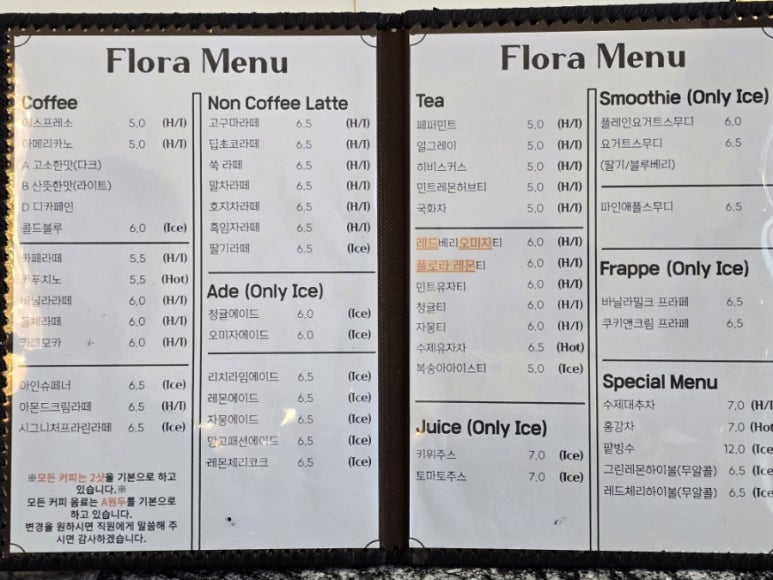 Flora Menu
Coffee
에스프레소 5.0 (H/I)
아메리카노 5.0 (H/I)
A 고소한맛(다크)
B 산뜻한맛(라이트)
D 디카페인
콜드블루 6.0 (Ice)
카페라떼 5.5 (H/I)
카푸치노 5.5 (Hot)
바닐라라떼 6.0 (H/I)
돌체라떼 6.0 (H/I)
카페모카 6.0 (H/I)
아인슈페너 6.5 (Ice)
아몬드크림라떼 6.5 (H/I)
시그니처프라린라떼 6.5 (Ice)
※모든 커피는 2샷을 기본으로 하고
있습니다.※
모든 커피 음료는 A원두를 기본으로
하고 있습니다.
변경을 원하시면 직원에게 말씀해 주
시면 감사하겠습니다.
Non Coffee Latte
고구마라떼 6.5 (H/I)
딥초코라떼 6.5 (H/I)
쑥 라떼 6.5 (H/I)
말차라떼 6.5 (H/I)
호지차라떼 6.5 (H/I)
흑임자라떼 6.5 (H/I)
딸기라떼 6.5 (Ice)
Ade (Only Ice)
청귤에이드 6.0 (Ice)
오미자에이드 6.0 (Ice)
리치라임에이드 6.5 (Ice)
레몬에이드 6.5 (Ice)
자몽에이드 6.5 (Ice)
망고패션에이드 6.5 (Ice)
레몬체리코크 6.5 (Ice)
Flora Menu
Tea
페퍼민트 5.0 (H/I)
얼그레이 5.0 (H/I)
히비스커스 5.0 (H/I)
민트레몬허브티 5.0 (H/I)
국화차 5.0 (H/I)
레드베리오미자티 6.0 (H/I)
플로라 레몬티 6.0 (H/I)
민트유자티 6.0 (H/I)
청귤티 6.0 (H/I)
자몽티 6.0 (H/I)
수제유자차 6.5 (Hot)
복숭아아이스티 5.0 (Ice)
Juice (Only Ice)
키위주스 7.0 (Ice)
토마토주스 7.0 (Ice)
Smoothie (Only Ice)
플레인요거트스무디 6.0
요거트스무디 6.5
(딸기/블루베리)
파인애플스무디 6.5
Frappe (Only Ice)
바닐라밀크 프라페 6.5
쿠키앤크림 프라페 6.5
Special Menu
수제대추차 7.0 (H/I
홍강차 7.0 (Hot
팥빙수 12.0 (Ice
그린레몬하이볼(무알콜) 6.5 (Ice
레드체리하이볼(무알콜) 6.5 (Ice